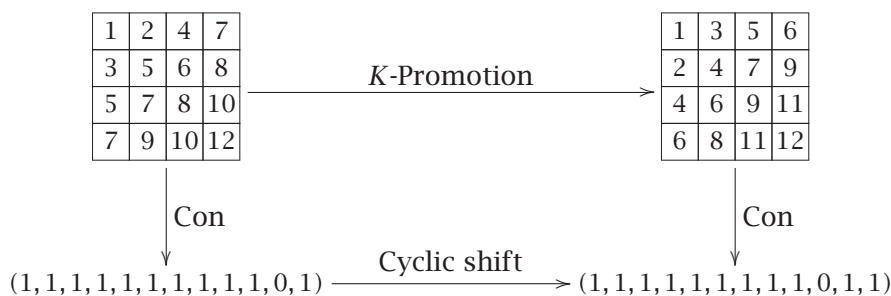 1 2 4 7 1 3 5 6
3 5 6 8 2 4 7 9
K-Promotion
5 7 8 10 4 6 9 11
7 9 10 12 6 8 11 12
Con Con
Cyclic shift
(1,1,1,1,1,1,1,1,1,1,0,1) (1,1,1,1,1,1,1,1,1,0,1,1)